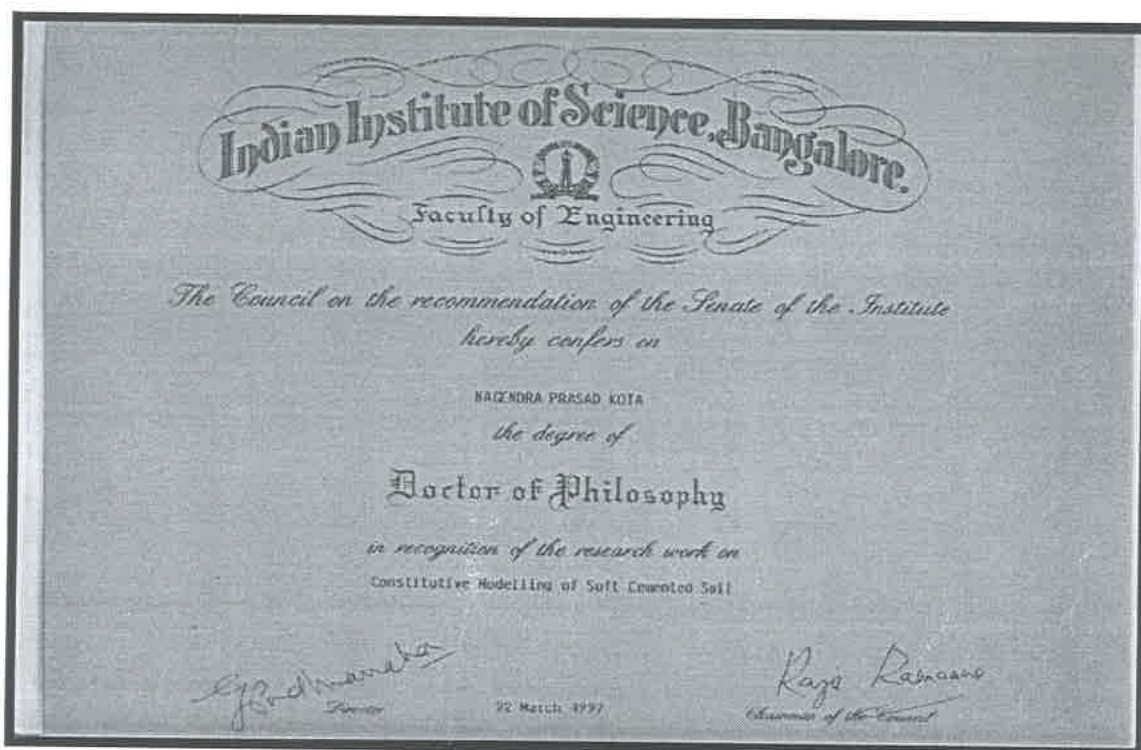 Indian Institute of Science, Bangalore.
Faculty of Engineering
The Council on the recommendation of the Senate of the Institute
hereby confers on
NAGENDRA PRASAD KOTA
the degree of
Doctor of Philosophy
in recognition of the research work on
Constitutive Modelling of Soft Cemented Soil
Director
22 March 1997
Chairman of the Council